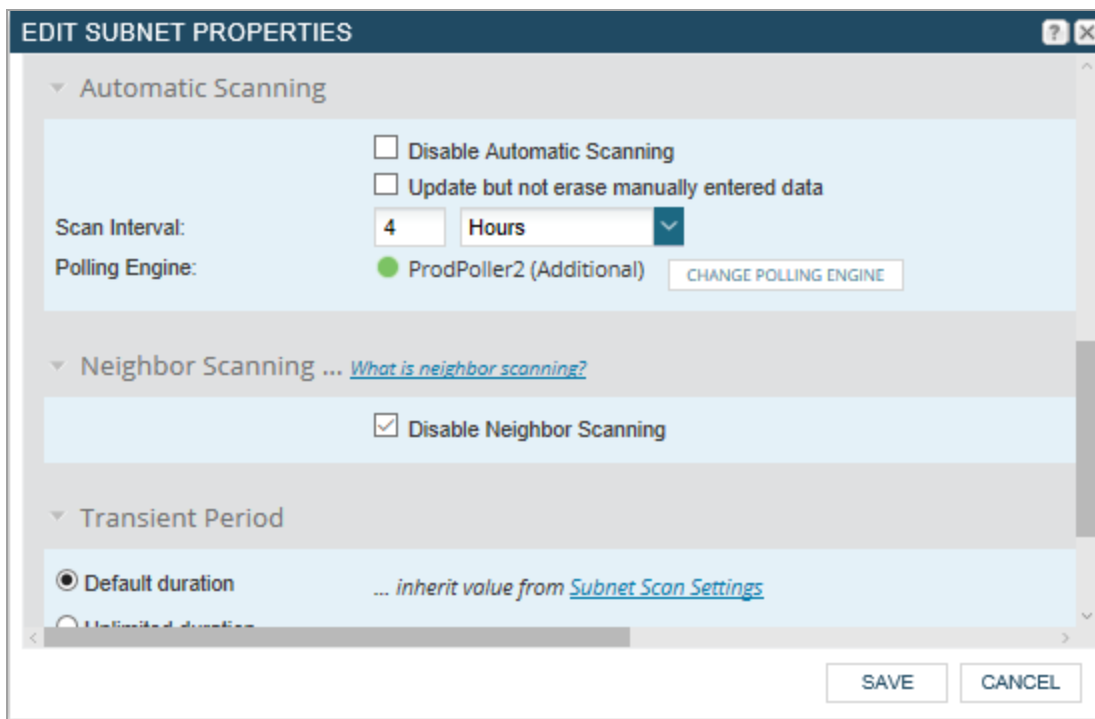 EDIT SUBNET PROPERTIES
Automatic Scanning
Disable Automatic Scanning
Update but not erase manually entered data
Scan Interval: 4 Hours
Polling Engine: ProdPoller2 (Additional) CHANGE POLLING ENGINE
Neighbor Scanning ... What is neighbor scanning?
Disable Neighbor Scanning
Transient Period
Default duration ... inherit value from Subnet Scan Settings
Unlimited duration
SAVE CANCEL